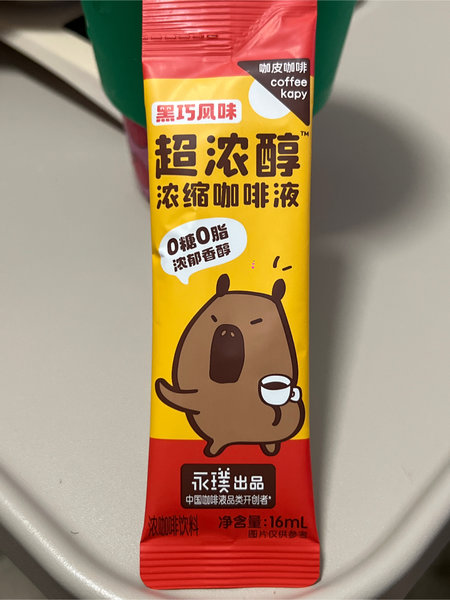 咖皮咖啡
coffee
kapy
黑巧风味
超浓醇™
浓缩咖啡液
0糖0脂
浓郁香醇
永璞出品
中国咖啡液品类开创者*
浓咖啡饮料
净含量:16mL
图片仅供参考